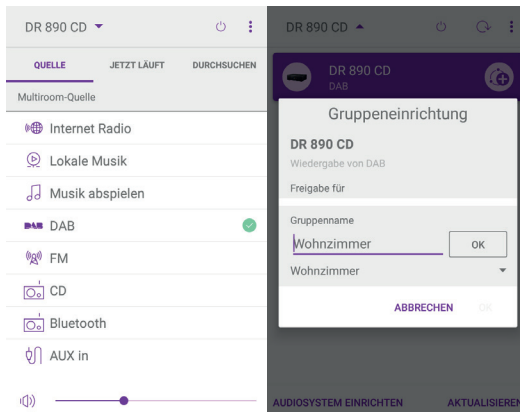 DR 890 CD
QUELLE JETZT LÄUFT DURCHSUCHEN
Multiroom-Quelle
Internet Radio
Lokale Musik
Musik abspielen
DAB DAB
FM
CD
Bluetooth
AUX in
DR 890 CD
DR 890 CD
DAB
Gruppeneinrichtung
DR 890 CD
Wiedergabe von DAB
Freigabe für
Gruppenname
Wohnzimmer OK
Wohnzimmer
ABBRECHEN OK
AUDIOSYSTEM EINRICHTEN AKTUALISIEREN